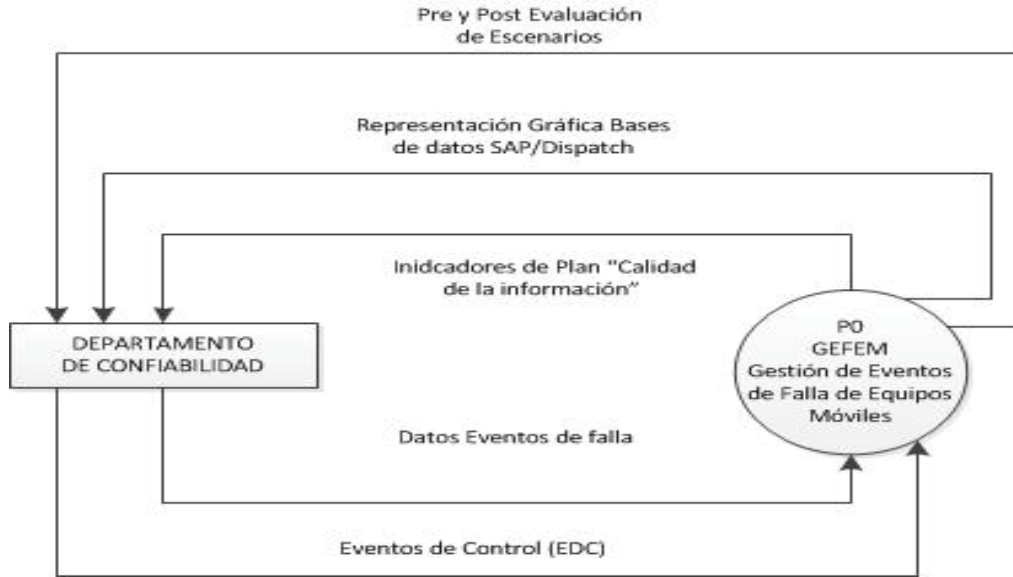 Pre y Post Evaluación
de Escenarios
Representación Gráfica Bases
de datos SAP/Dispatch
Inidcadores de Plan "Calidad
de la información"
DEPARTAMENTO
DE CONFIABILIDAD
P0
GEFEM
Gestión de Eventos
de Falla de Equipos
Móviles
Datos Eventos de falla
Eventos de Control (EDC)